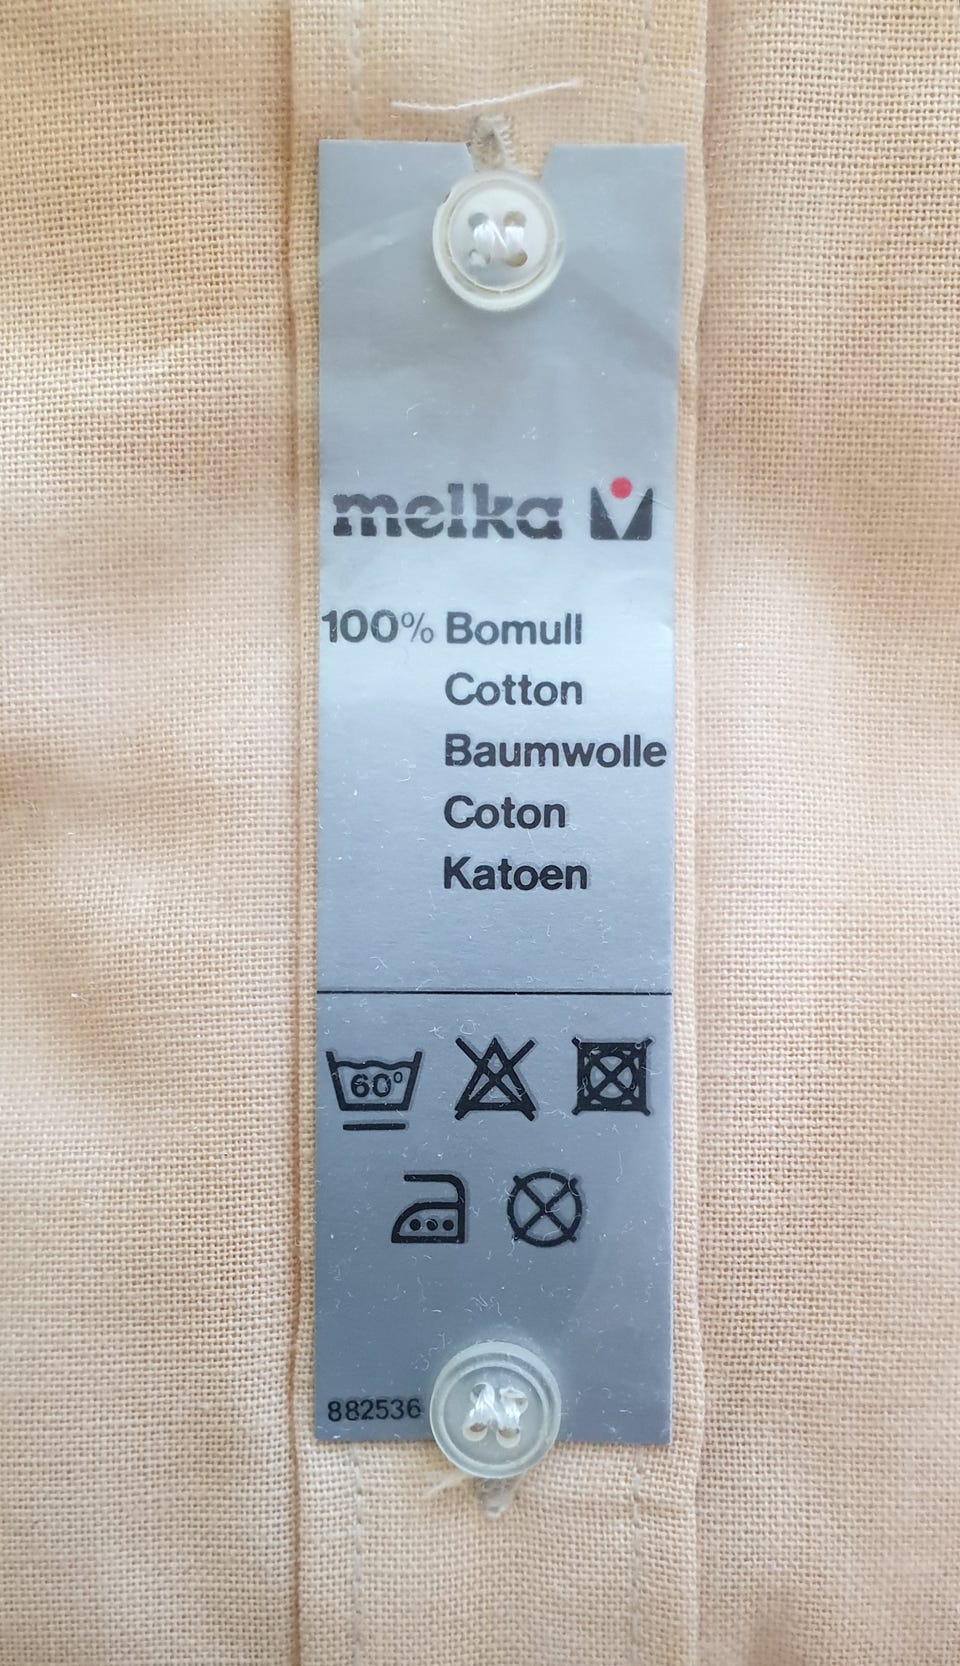 melka
100% Bomull
Cotton
Baumwolle
Coton
Katoen
60°
882536